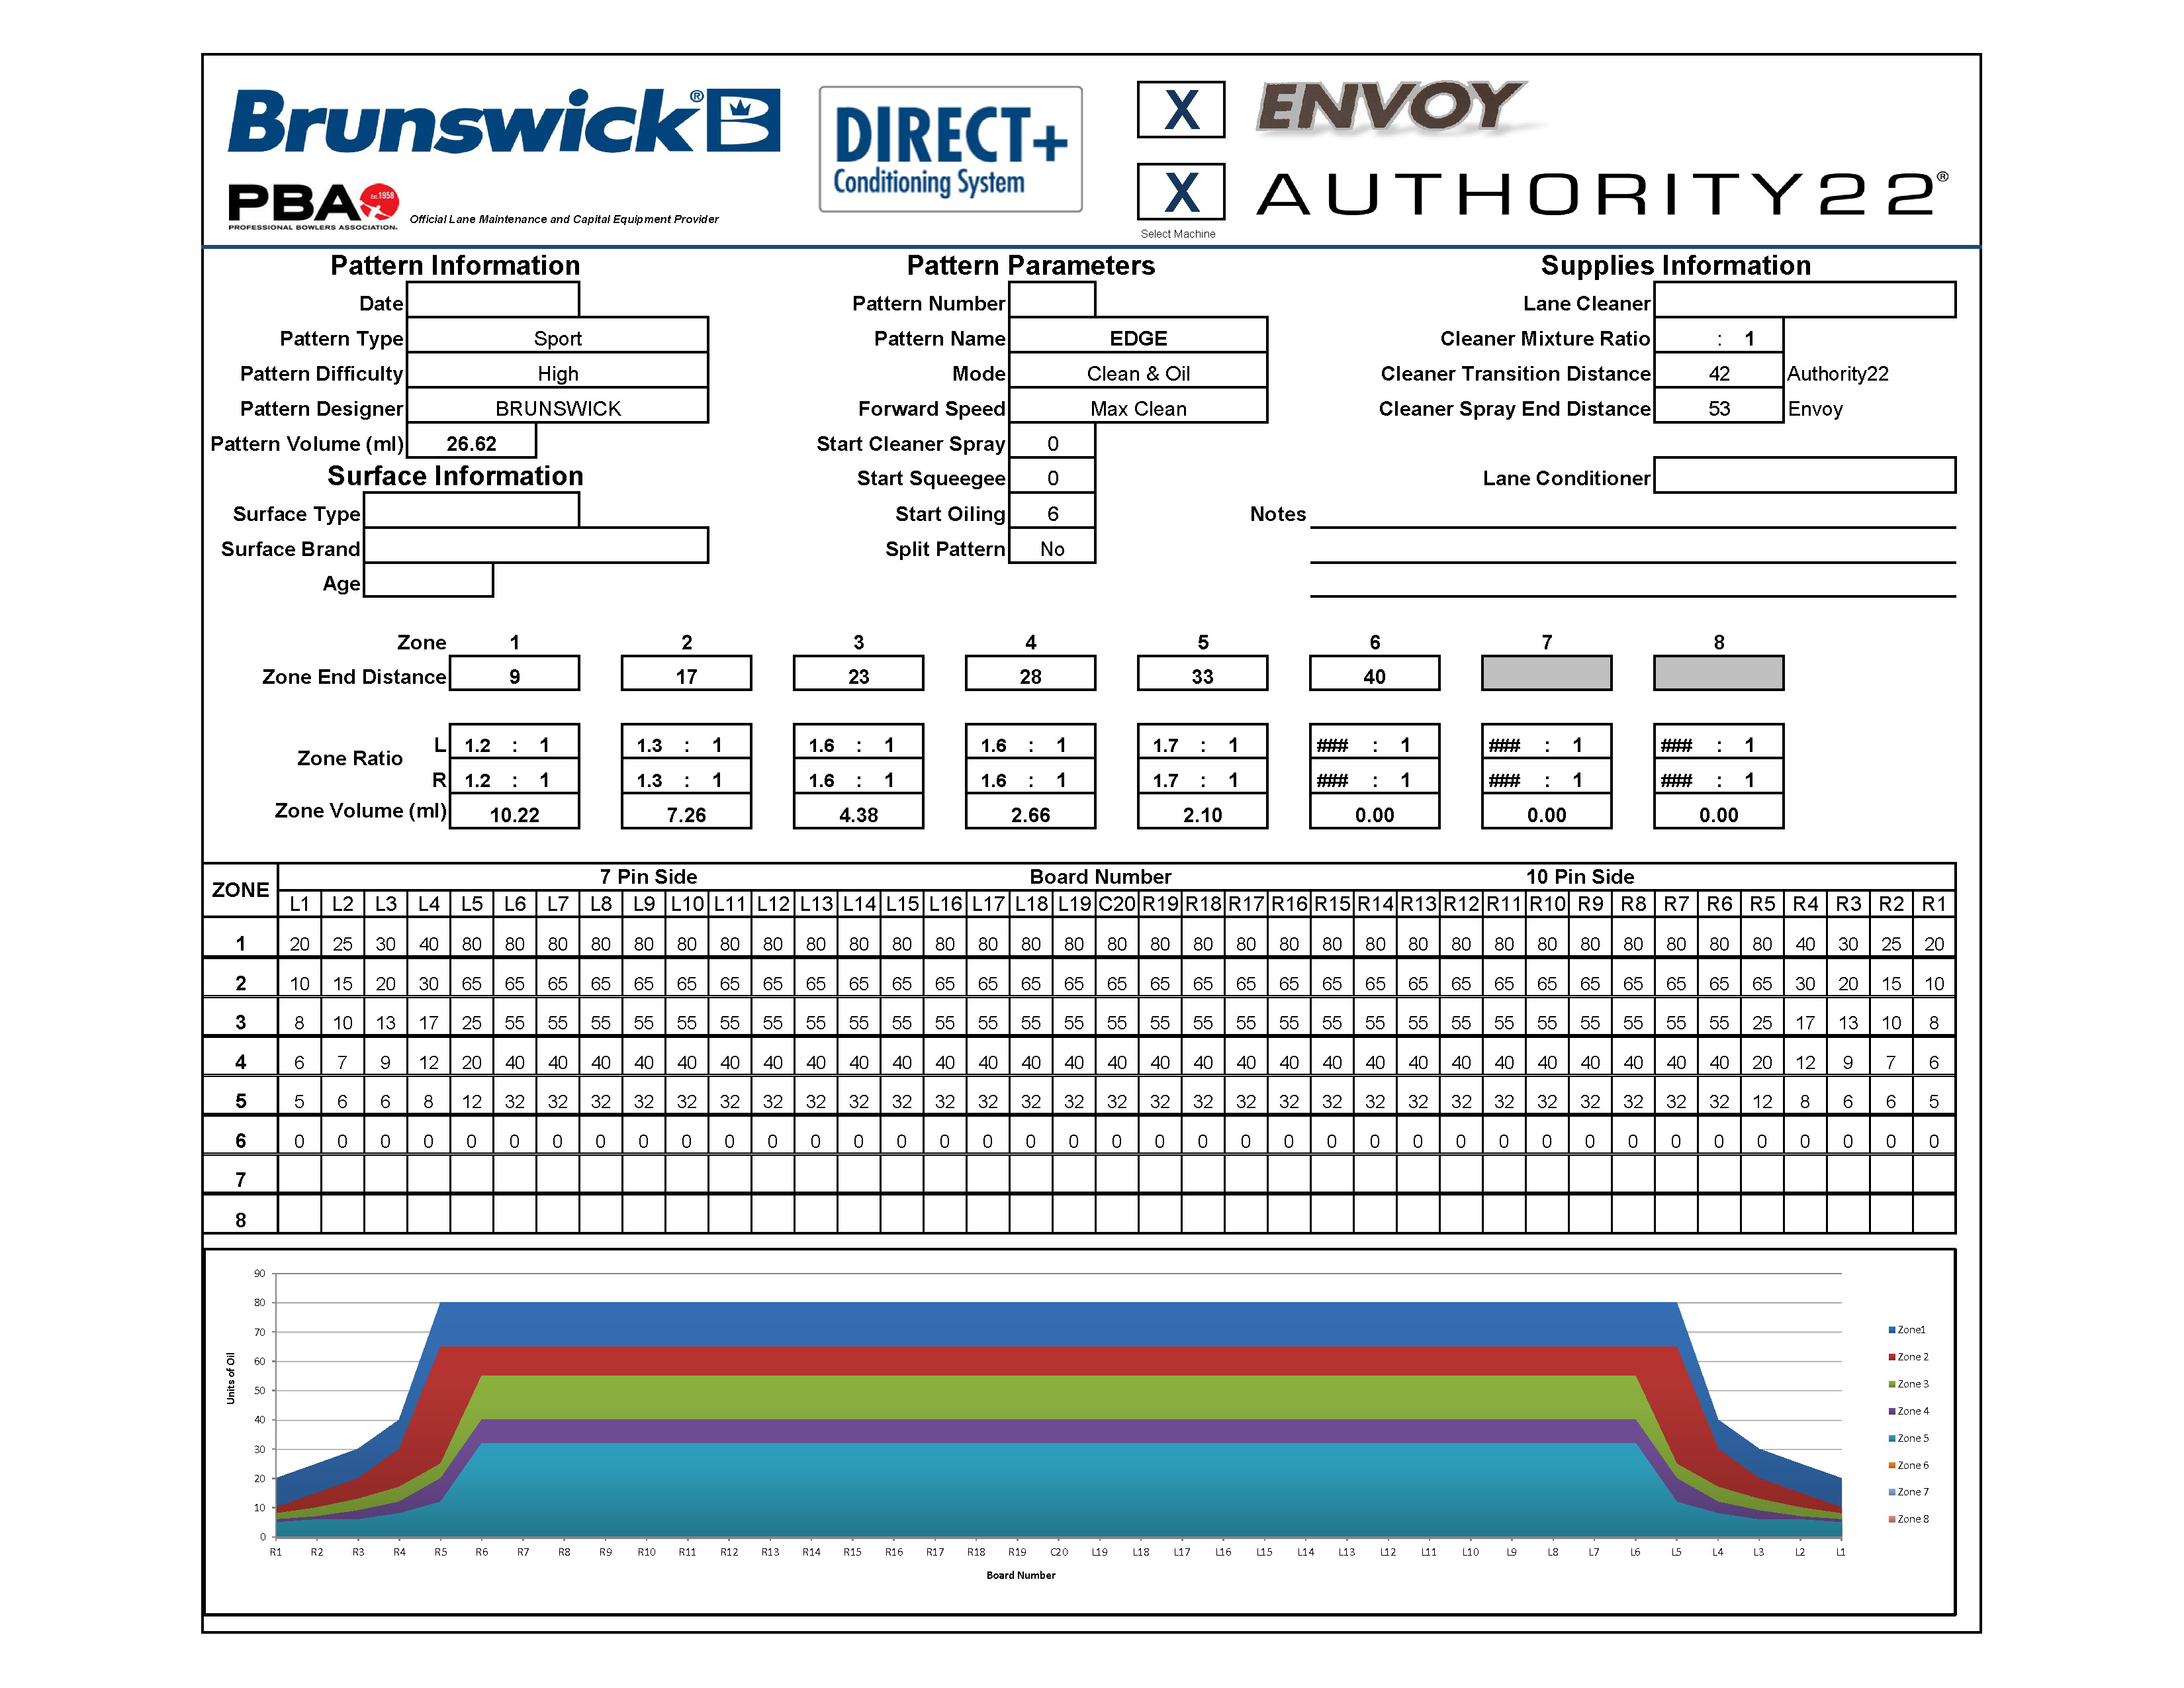 Brunswick® B
DIRECT+
Conditioning System
X ENVOY
X AUTHORITY22®
Select Machine
PBA est. 1958
PROFESSIONAL BOWLERS ASSOCIATION.
Official Lane Maintenance and Capital Equipment Provider
Pattern Information
Date
Pattern Type Sport
Pattern Difficulty High
Pattern Designer BRUNSWICK
Pattern Volume (ml) 26.62
Surface Information
Surface Type
Surface Brand
Age
Pattern Parameters
Pattern Number
Pattern Name EDGE
Mode Clean & Oil
Forward Speed Max Clean
Start Cleaner Spray 0
Start Squeegee 0
Start Oiling 6
Split Pattern No
Supplies Information
Lane Cleaner
Cleaner Mixture Ratio : 1
Cleaner Transition Distance 42 Authority22
Cleaner Spray End Distance 53 Envoy
Lane Conditioner
Notes
Zone 1 2 3 4 5 6 7 8
Zone End Distance 9 17 23 28 33 40
Zone Ratio
L 1.2 : 1 1.3 : 1 1.6 : 1 1.6 : 1 1.7 : 1 ### : 1 ### : 1 ### : 1
R 1.2 : 1 1.3 : 1 1.6 : 1 1.6 : 1 1.7 : 1 ### : 1 ### : 1 ### : 1
Zone Volume (ml) 10.22 7.26 4.38 2.66 2.10 0.00 0.00 0.00
ZONE 7 Pin Side Board Number 10 Pin Side
L1 L2 L3 L4 L5 L6 L7 L8 L9 L10 L11 L12 L13 L14 L15 L16 L17 L18 L19 C20 R19 R18 R17 R16 R15 R14 R13 R12 R11 R10 R9 R8 R7 R6 R5 R4 R3 R2 R1
1 20 25 30 40 80 80 80 80 80 80 80 80 80 80 80 80 80 80 80 80 80 80 80 80 80 80 80 80 80 80 80 80 80 80 80 40 30 25 20
2 10 15 20 30 65 65 65 65 65 65 65 65 65 65 65 65 65 65 65 65 65 65 65 65 65 65 65 65 65 65 65 65 65 65 65 30 20 15 10
3 8 10 13 17 25 55 55 55 55 55 55 55 55 55 55 55 55 55 55 55 55 55 55 55 55 55 55 55 55 55 55 55 55 55 25 17 13 10 8
4 6 7 9 12 20 40 40 40 40 40 40 40 40 40 40 40 40 40 40 40 40 40 40 40 40 40 40 40 40 40 40 40 40 40 20 12 9 7 6
5 5 6 6 8 12 32 32 32 32 32 32 32 32 32 32 32 32 32 32 32 32 32 32 32 32 32 32 32 32 32 32 32 32 32 12 8 6 6 5
6 0 0 0 0 0 0 0 0 0 0 0 0 0 0 0 0 0 0 0 0 0 0 0 0 0 0 0 0 0 0 0 0 0 0 0 0 0 0 0
7
8
Units of Oil
90
80
70
60
50
40
30
20
10
0
R1 R2 R3 R4 R5 R6 R7 R8 R9 R10 R11 R12 R13 R14 R15 R16 R17 R18 R19 C20 L19 L18 L17 L16 L15 L14 L13 L12 L11 L10 L9 L8 L7 L6 L5 L4 L3 L2 L1
Board Number
Zone1
Zone 2
Zone 3
Zone 4
Zone 5
Zone 6
Zone 7
Zone 8